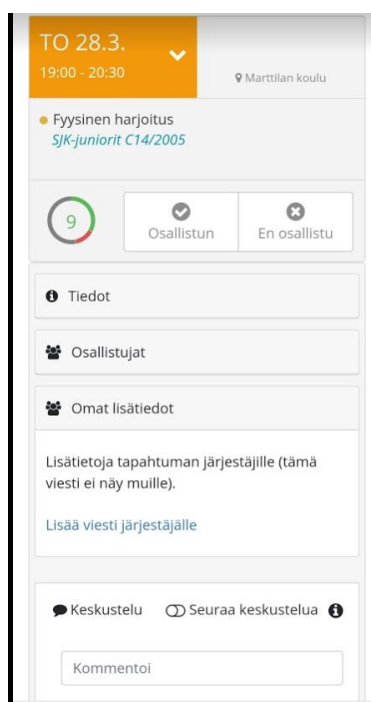 TO 28.3.
19:00 - 20:30
Marttilan koulu
Fyysinen harjoitus
SJK-juniorit C14/2005
9
Osallistun
En osallistu
Tiedot
Osallistujat
Omat lisätiedot
Lisätietoja tapahtuman järjestäjille (tämä
viesti ei näy muille).
Lisää viesti järjestäjälle
Keskustelu
Seuraa keskustelua
Kommentoi